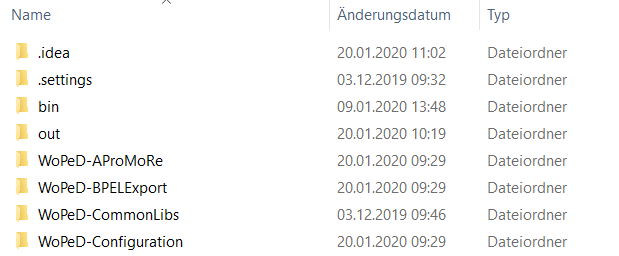 Name Änderungsdatum Typ
.idea 20.01.2020 11:02 Dateiordner
.settings 03.12.2019 09:32 Dateiordner
bin 09.01.2020 13:48 Dateiordner
out 20.01.2020 10:19 Dateiordner
WoPeD-AProMoRe 20.01.2020 09:29 Dateiordner
WoPeD-BPELExport 20.01.2020 09:29 Dateiordner
WoPeD-CommonLibs 03.12.2019 09:46 Dateiordner
WoPeD-Configuration 20.01.2020 09:29 Dateiordner